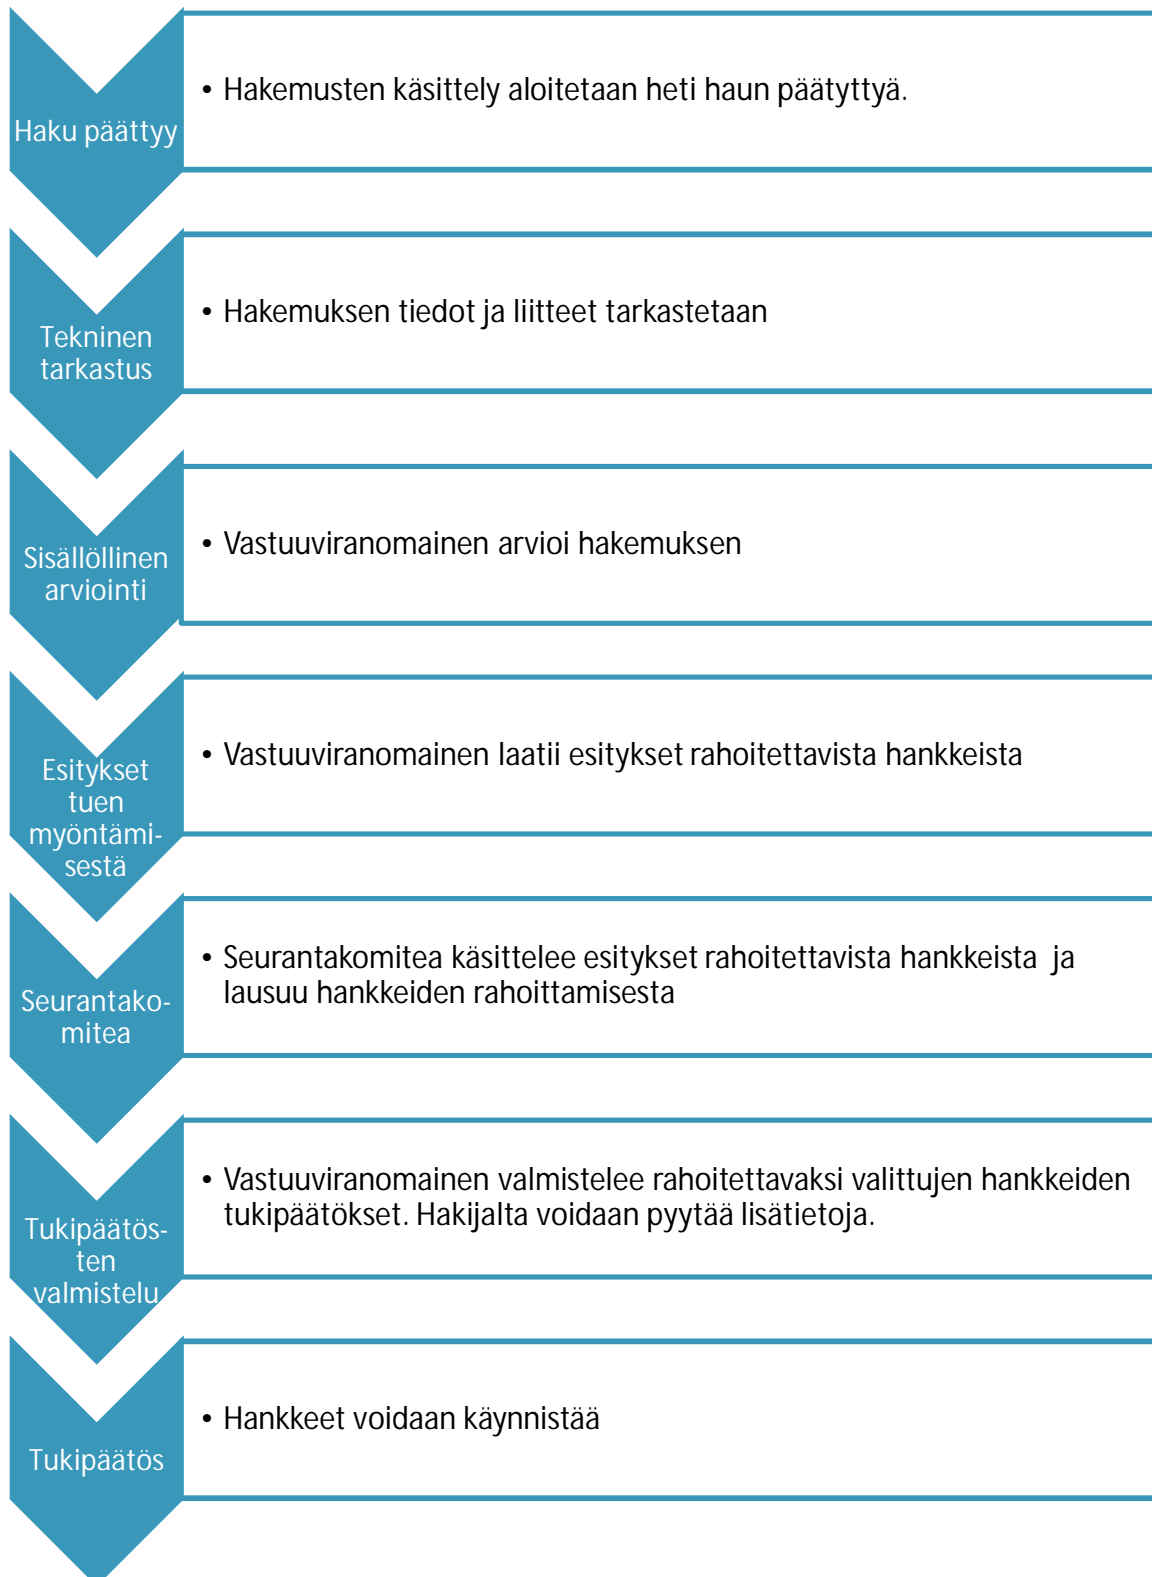 Haku päättyy
• Hakemusten käsittely aloitetaan heti haun päätyttyä.
Tekninen
tarkastus
• Hakemuksen tiedot ja liitteet tarkastetaan
Sisällöllinen
arviointi
• Vastuuviranomainen arvioi hakemuksen
Esitykset
tuen
myöntämi-
sestä
• Vastuuviranomainen laatii esitykset rahoitettavista hankkeista
Seurantako-
mitea
• Seurantakomitea käsittelee esitykset rahoitettavista hankkeista ja
lausuu hankkeiden rahoittamisesta
Tukipäätös-
ten
valmistelu
• Vastuuviranomainen valmistelee rahoitettavaksi valittujen hankkeiden
tukipäätökset. Hakijalta voidaan pyytää lisätietoja.
Tukipäätös
• Hankkeet voidaan käynnistää